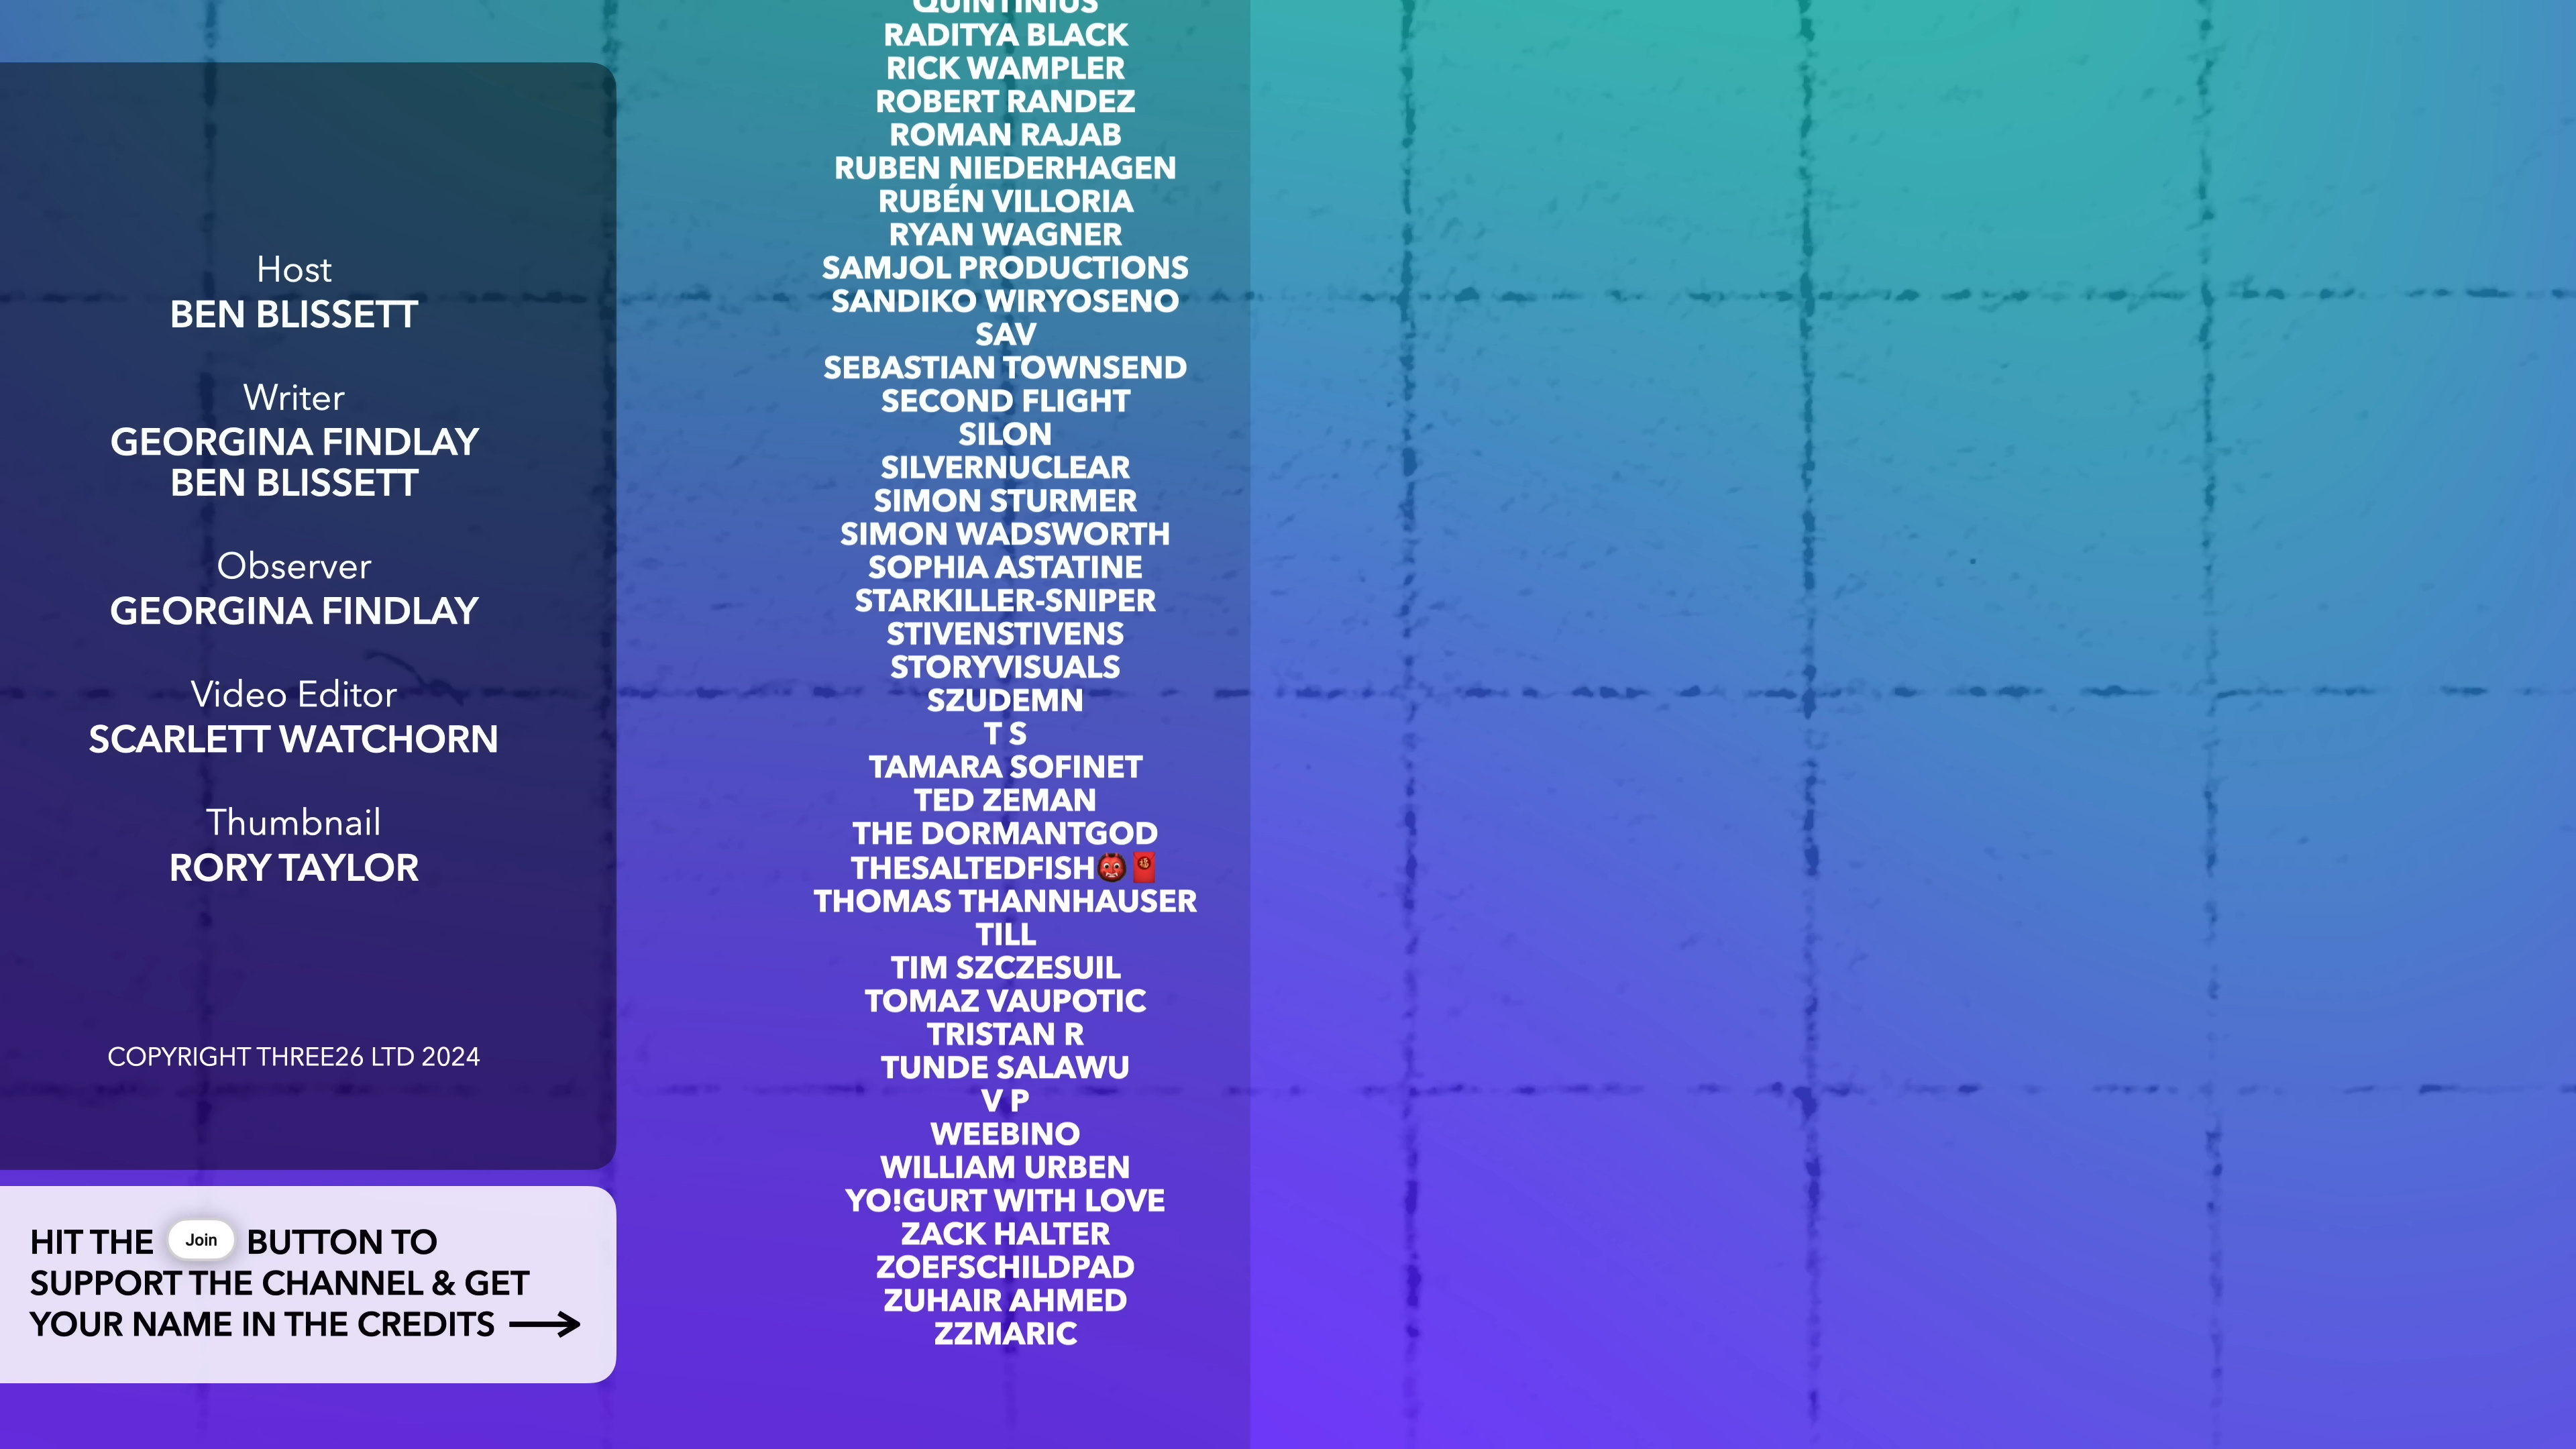 Host
BEN BLISSETT
Writer
GEORGINA FINDLAY
BEN BLISSETT
Observer
GEORGINA FINDLAY
Video Editor
SCARLETT WATCHORN
Thumbnail
RORY TAYLOR
COPYRIGHT THREE26 LTD 2024
HIT THE Join BUTTON TO
SUPPORT THE CHANNEL & GET
YOUR NAME IN THE CREDITS →
QUINTINIUS
RADITYA BLACK
RICK WAMPLER
ROBERT RANDEZ
ROMAN RAJAB
RUBEN NIEDERHAGEN
RUBÉN VILLORIA
RYAN WAGNER
SAMJOL PRODUCTIONS
SANDIKO WIRYOSENO
SAV
SEBASTIAN TOWNSEND
SECOND FLIGHT
SILON
SILVERNUCLEAR
SIMON STURMER
SIMON WADSWORTH
SOPHIA ASTATINE
STARKILLER-SNIPER
STIVENSTIVENS
STORYVISUALS
SZUDEMN
T S
TAMARA SOFINET
TED ZEMAN
THE DORMANTGOD
THESALTEDFISH👹🧧
THOMAS THANNHAUSER
TILL
TIM SZCZESUIL
TOMAZ VAUPOTIC
TRISTAN R
TUNDE SALAWU
V P
WEEBINO
WILLIAM URBEN
YO!GURT WITH LOVE
ZACK HALTER
ZOEFSCHILDPAD
ZUHAIR AHMED
ZZMARIC